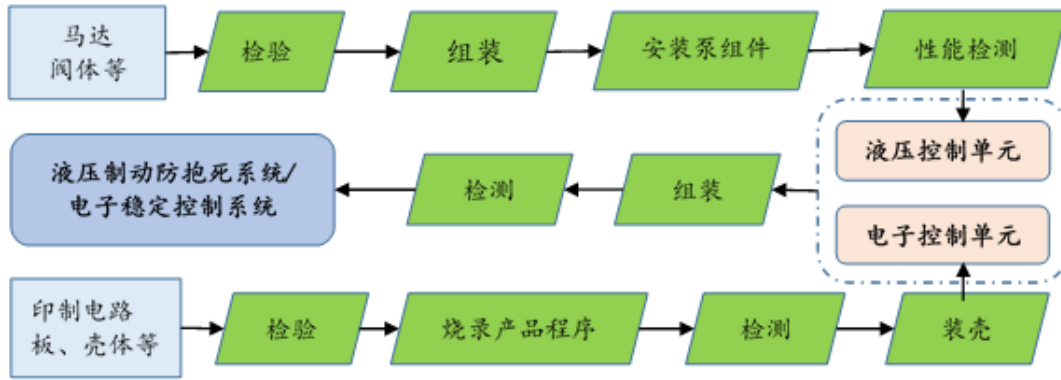 马达
阀体等
检验
组装
安装泵组件
性能检测
液压控制单元
液压制动防抱死系统/
电子稳定控制系统
检测
组装
电子控制单元
印制电路
板、壳体等
检验
烧录产品程序
检测
装壳